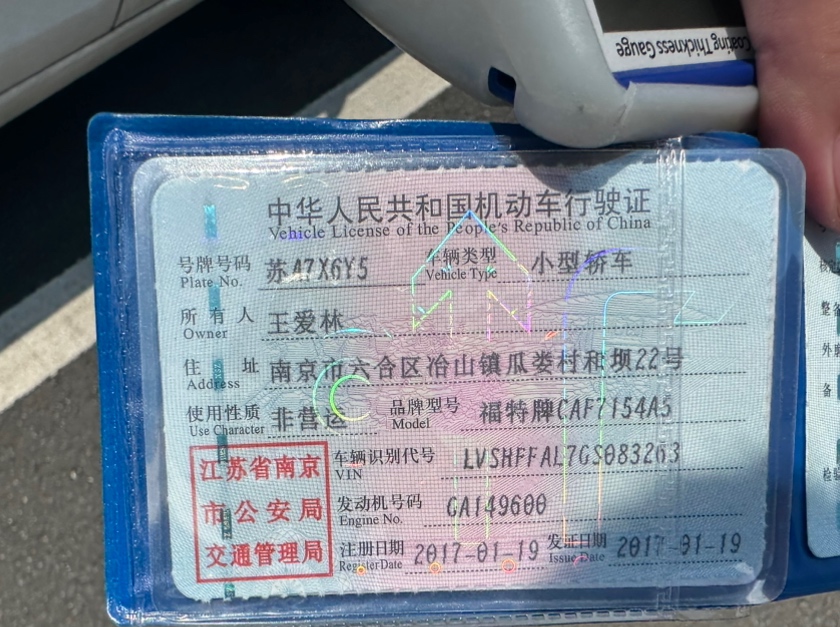 Coating Thickness Gauge
中华人民共和国机动车行驶证
Vehicle License of the People's Republic of China
号牌号码 苏A7X6Y5 车辆类型 小型轿车
Plate No. Vehicle Type
所有人 王爱林
Owner
住址 南京市六合区冶山镇瓜娄村和坝22号
Address
使用性质 非营运 品牌型号 福特牌CAF7154A5
Use Character Model
江苏省南京 车辆识别代号 LVSHFFAL7GS083263
VIN
市公安局 发动机号码 GA149600
Engine No.
交通管理局 注册日期 2017-01-19 发证日期 2017-01-19
Register Date Issue Date